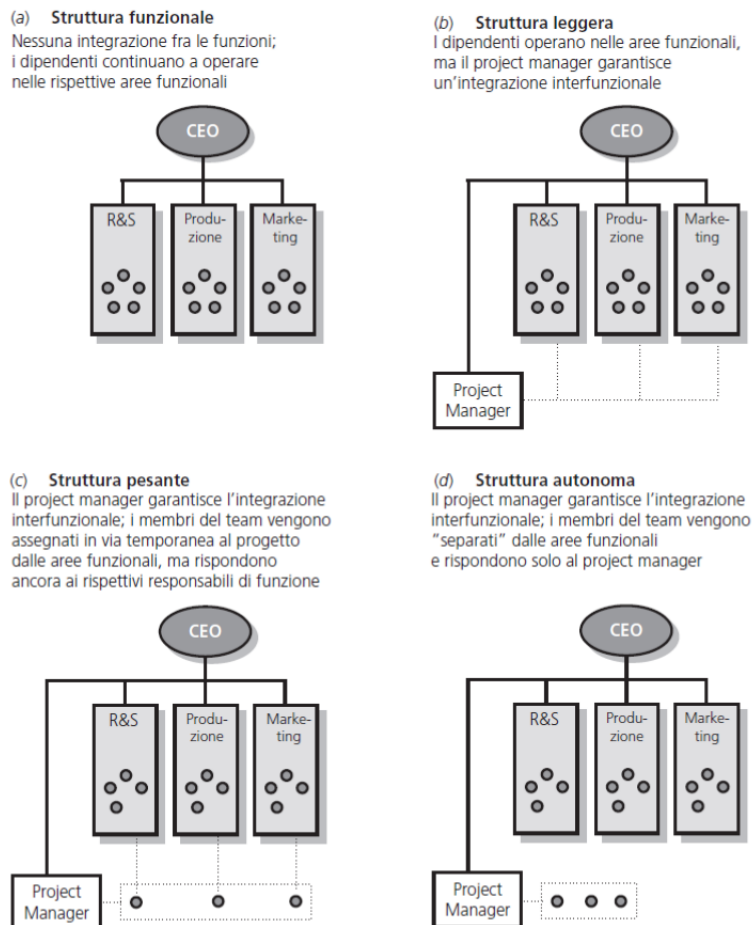 (a) Struttura funzionale
Nessuna integrazione fra le funzioni;
i dipendenti continuano a operare
nelle rispettive aree funzionali
CEO
R&S
Produ-
zione
Marke-
ting
(b) Struttura leggera
I dipendenti operano nelle aree funzionali,
ma il project manager garantisce
un'integrazione interfunzionale
CEO
R&S
Produ-
zione
Marke-
ting
Project
Manager
(c) Struttura pesante
Il project manager garantisce l'integrazione
interfunzionale; i membri del team vengono
assegnati in via temporanea al progetto
dalle aree funzionali, ma rispondono
ancora ai rispettivi responsabili di funzione
CEO
R&S
Produ-
zione
Marke-
ting
Project
Manager
(d) Struttura autonoma
Il project manager garantisce l'integrazione
interfunzionale; i membri del team vengono
"separati" dalle aree funzionali
e rispondono solo al project manager
CEO
R&S
Produ-
zione
Marke-
ting
Project
Manager